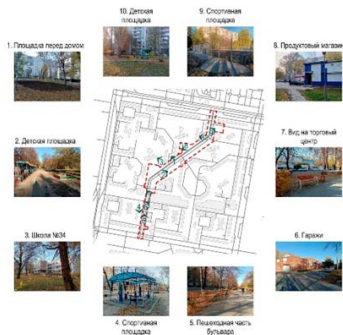 10. Детская
площадка
9. Спортивная
площадка
1. Площадка перед домом
8. Продуктовый магазин
2. Детская площадка
7. Вид на торговый
центр
3. Школа №34
6. Гаражи
4. Спортивная
площадка
5. Пешеходная часть
бульвара